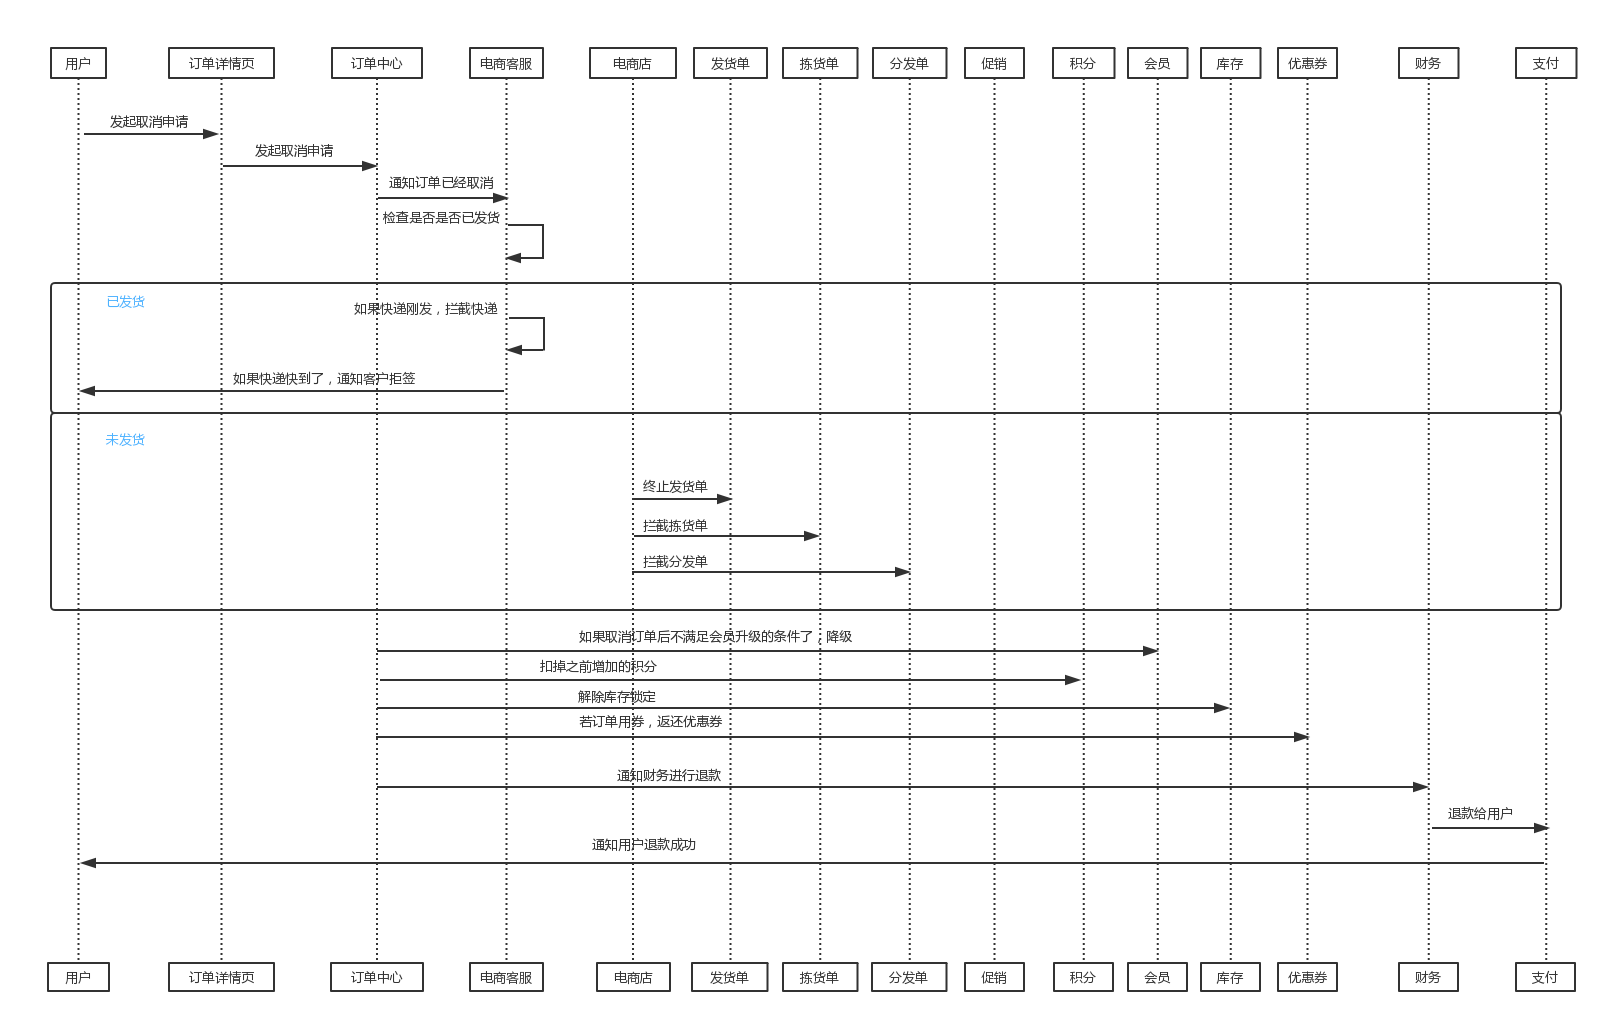 用户
订单详情页
订单中心
电商客服
电商店
发货单
拣货单
分发单
促销
积分
会员
库存
优惠券
财务
支付
发起取消申请
发起取消申请
通知订单已经取消
检查是否是否已发货
已发货
如果快递刚发，拦截快递
如果快递快到了，通知客户拒签
未发货
终止发货单
拦截拣货单
拦截分发单
如果取消订单后不满足会员升级的条件了，降级
扣掉之前增加的积分
解除库存锁定
若订单用券，返还优惠券
通知财务进行退款
退款给用户
通知用户退款成功
用户
订单详情页
订单中心
电商客服
电商店
发货单
拣货单
分发单
促销
积分
会员
库存
优惠券
财务
支付